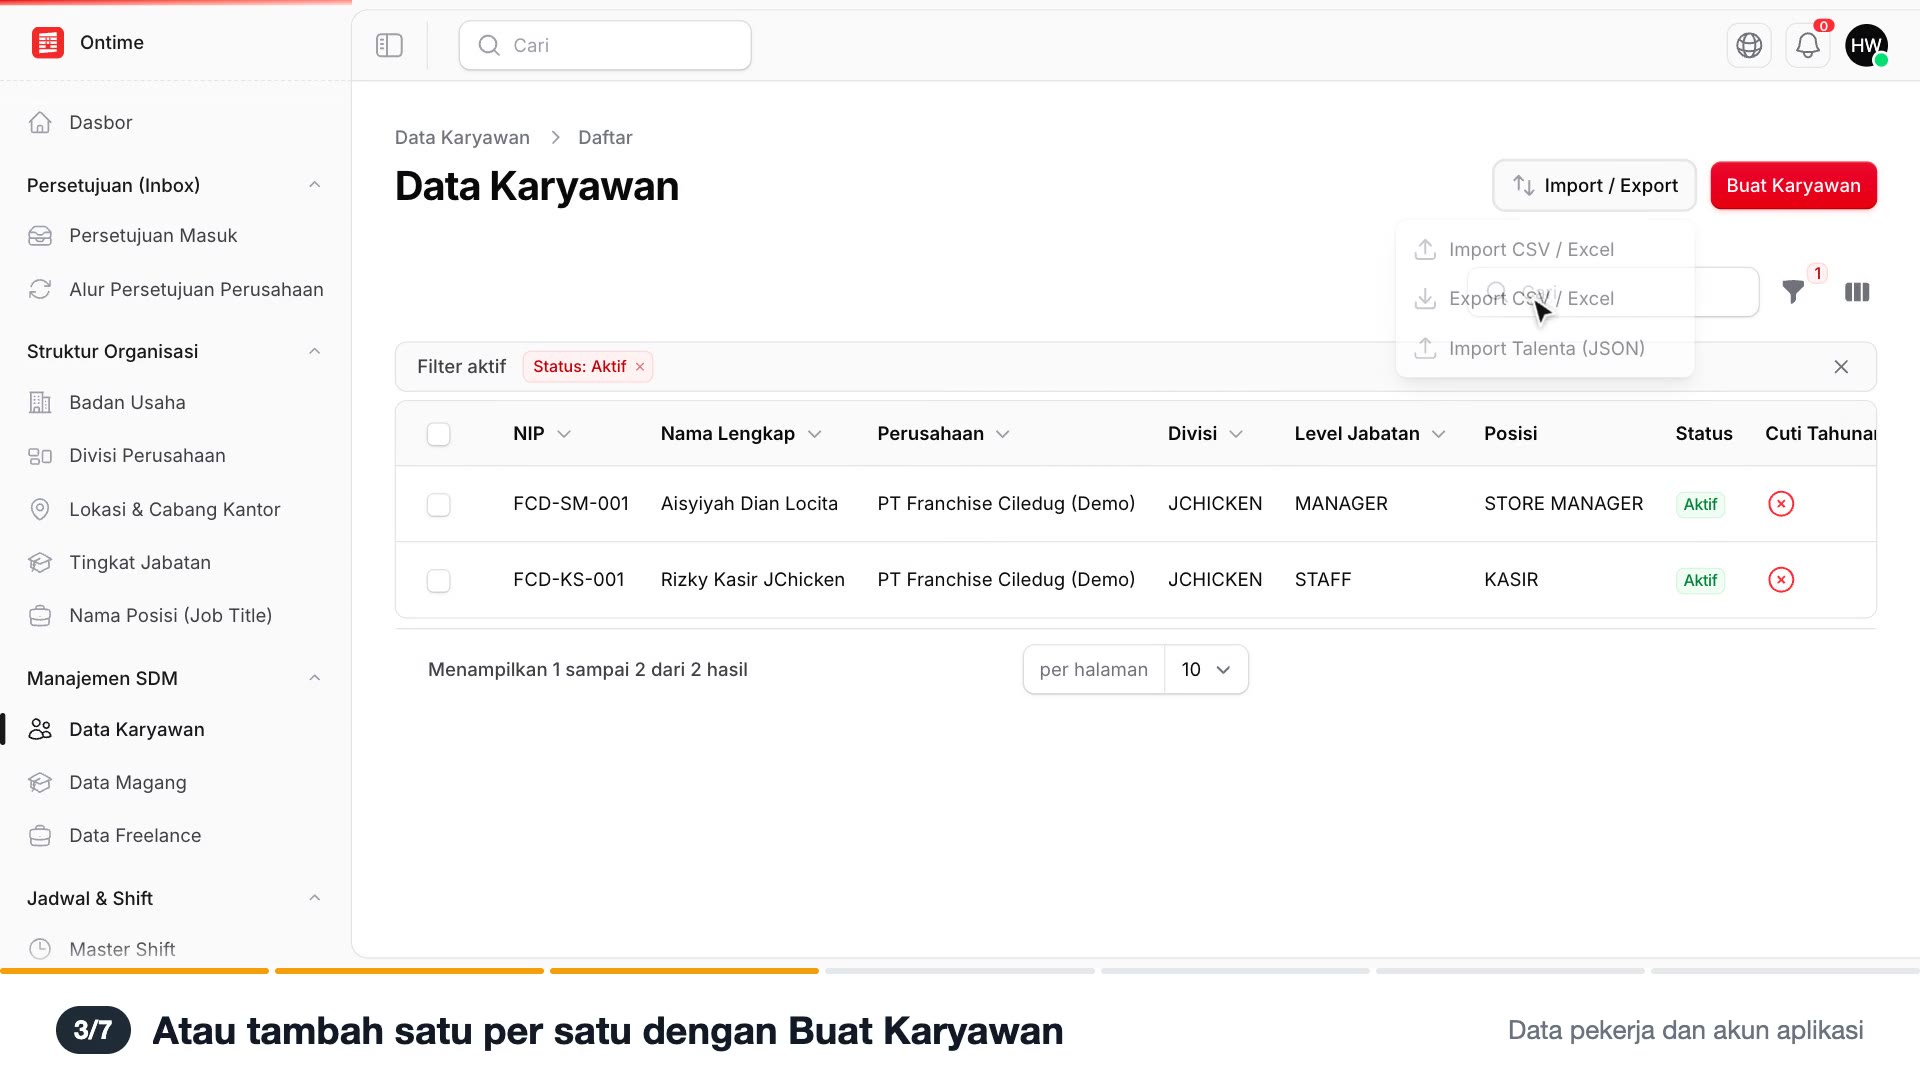 Ontime
Cari
0
HW
Dasbor
Persetujuan (Inbox)
Persetujuan Masuk
Alur Persetujuan Perusahaan
Struktur Organisasi
Badan Usaha
Divisi Perusahaan
Lokasi & Cabang Kantor
Tingkat Jabatan
Nama Posisi (Job Title)
Manajemen SDM
Data Karyawan
Data Magang
Data Freelance
Jadwal & Shift
Master Shift
Data Karyawan > Daftar
Data Karyawan
Import / Export
Buat Karyawan
Import CSV / Excel
Export CSV / Excel
Import Talenta (JSON)
Cari
1
Filter aktif Status: Aktif
NIP Nama Lengkap Perusahaan Divisi Level Jabatan Posisi Status Cuti Tahunan
FCD-SM-001 Aisyiyah Dian Locita PT Franchise Ciledug (Demo) JCHICKEN MANAGER STORE MANAGER Aktif
FCD-KS-001 Rizky Kasir JChicken PT Franchise Ciledug (Demo) JCHICKEN STAFF KASIR Aktif
Menampilkan 1 sampai 2 dari 2 hasil
per halaman 10
3/7 Atau tambah satu per satu dengan Buat Karyawan
Data pekerja dan akun aplikasi